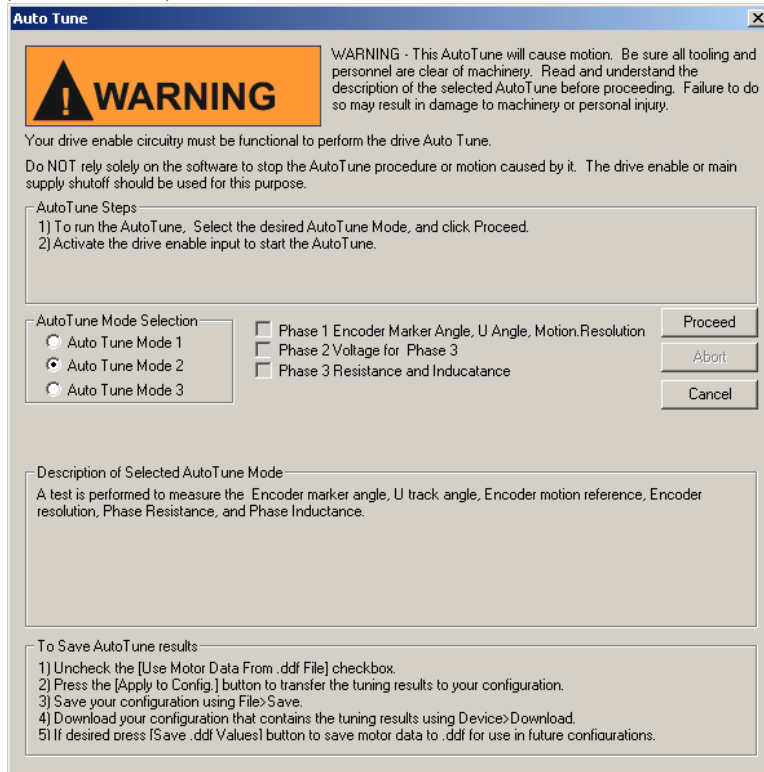 Auto Tune
WARNING
WARNING - This AutoTune will cause motion. Be sure all tooling and
personnel are clear of machinery. Read and understand the
description of the selected AutoTune before proceeding. Failure to do
so may result in damage to machinery or personal injury.
Your drive enable circuitry must be functional to perform the drive Auto Tune.
Do NOT rely solely on the software to stop the AutoTune procedure or motion caused by it. The drive enable or main
supply shutoff should be used for this purpose.
AutoTune Steps
1) To run the AutoTune, Select the desired AutoTune Mode, and click Proceed.
2) Activate the drive enable input to start the AutoTune.
AutoTune Mode Selection
Auto Tune Mode 1
Auto Tune Mode 2
Auto Tune Mode 3
Phase 1 Encoder Marker Angle, U Angle, Motion.Resolution
Phase 2 Voltage for Phase 3
Phase 3 Resistance and Inducatance
Proceed
Abort
Cancel
Description of Selected AutoTune Mode
A test is performed to measure the Encoder marker angle, U track angle, Encoder motion reference, Encoder
resolution, Phase Resistance, and Phase Inductance.
To Save AutoTune results
1) Uncheck the [Use Motor Data From .ddf File] checkbox.
2) Press the [Apply to Config.] button to transfer the tuning results to your configuration.
3) Save your configuration using File>Save.
4) Download your configuration that contains the tuning results using Device>Download.
5) If desired press [Save .ddf Values] button to save motor data to .ddf for use in future configurations.